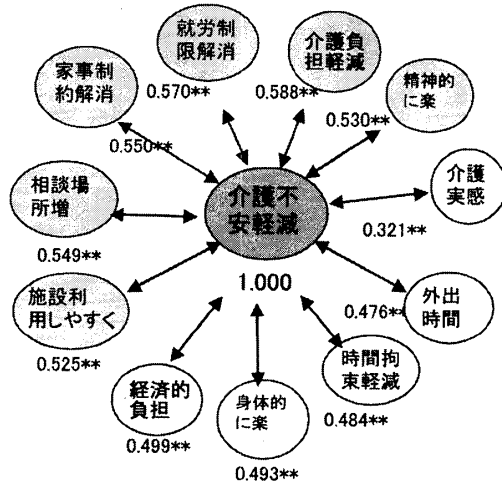 就労制
限解消
0.570**
介護負
担軽減
0.588**
家事制
約解消
0.550**
精神的
に楽
0.530**
相談場
所増
0.549**
介護不
安軽減
1.000
介護
実感
0.321**
施設利
用しやすく
0.525**
外出
時間
0.476**
経済的
負担
0.499**
身体的
に楽
0.493**
時間拘
束軽減
0.484**